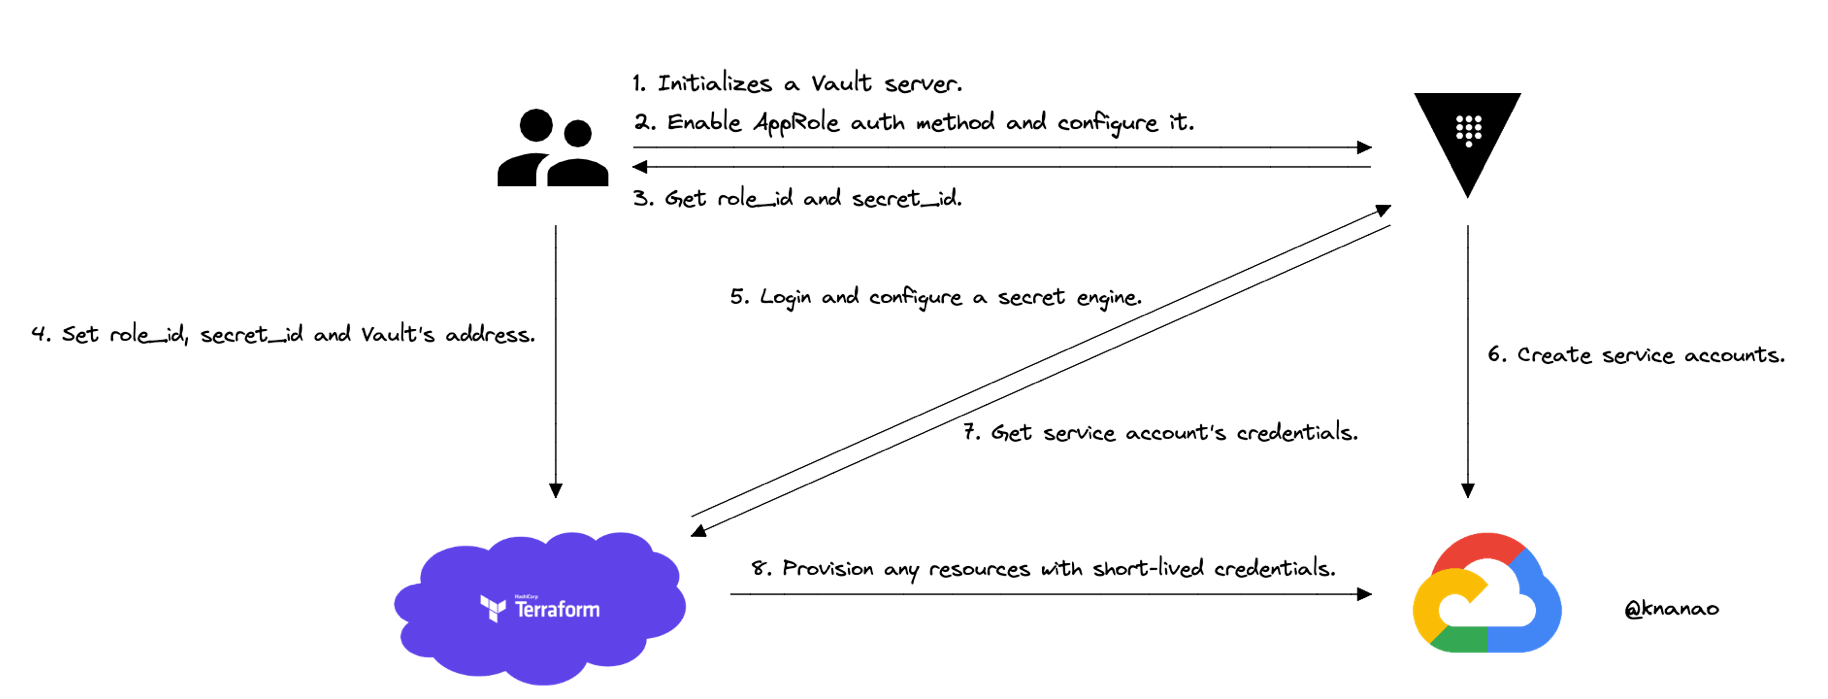 1. Initializes a Vault server.
2. Enable AppRole auth method and configure it.
3. Get role_id and secret_id.
5. Login and configure a secret engine.
4. Set role_id, secret_id and Vault's address.
6. Create service accounts.
7. Get service account's credentials.
8. Provision any resources with short-lived credentials.
HashiCorp
Terraform
@knanao